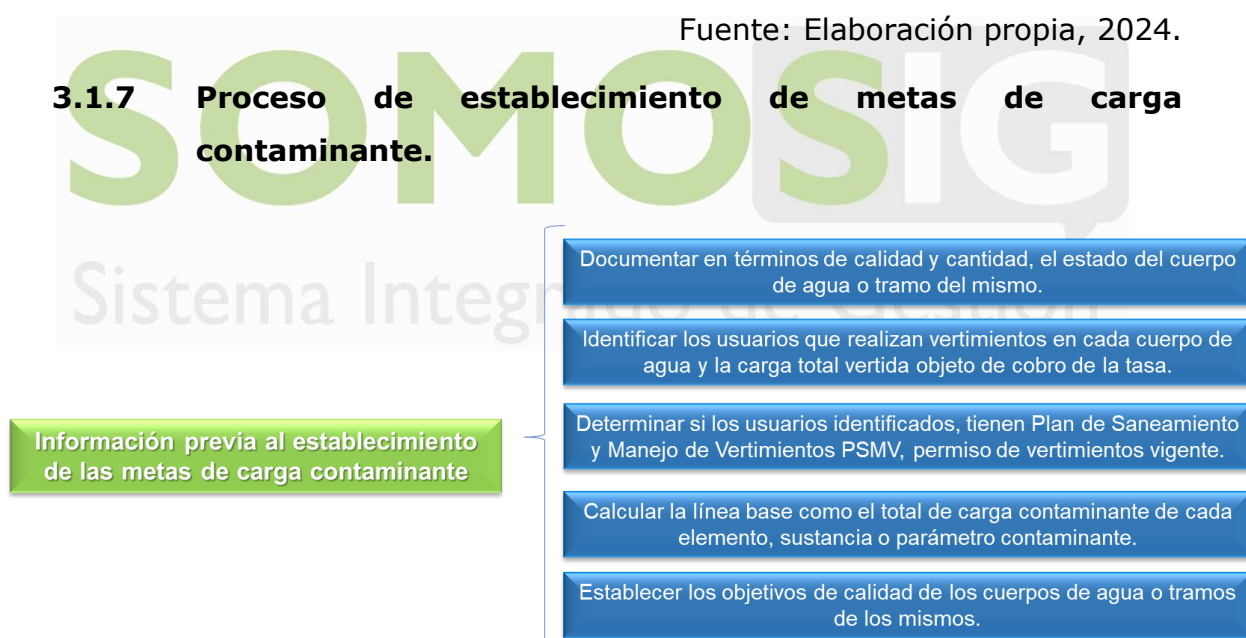 Fuente: Elaboración propia, 2024.
3.1.7 Proceso de establecimiento de metas de carga
contaminante.
SOMOSIG
Sistema Integrado de Gestión
Información previa al establecimiento
de las metas de carga contaminante
Documentar en términos de calidad y cantidad, el estado del cuerpo
de agua o tramo del mismo.
Identificar los usuarios que realizan vertimientos en cada cuerpo de
agua y la carga total vertida objeto de cobro de la tasa.
Determinar si los usuarios identificados, tienen Plan de Saneamiento
y Manejo de Vertimientos PSMV, permiso de vertimientos vigente.
Calcular la línea base como el total de carga contaminante de cada
elemento, sustancia o parámetro contaminante.
Establecer los objetivos de calidad de los cuerpos de agua o tramos
de los mismos.